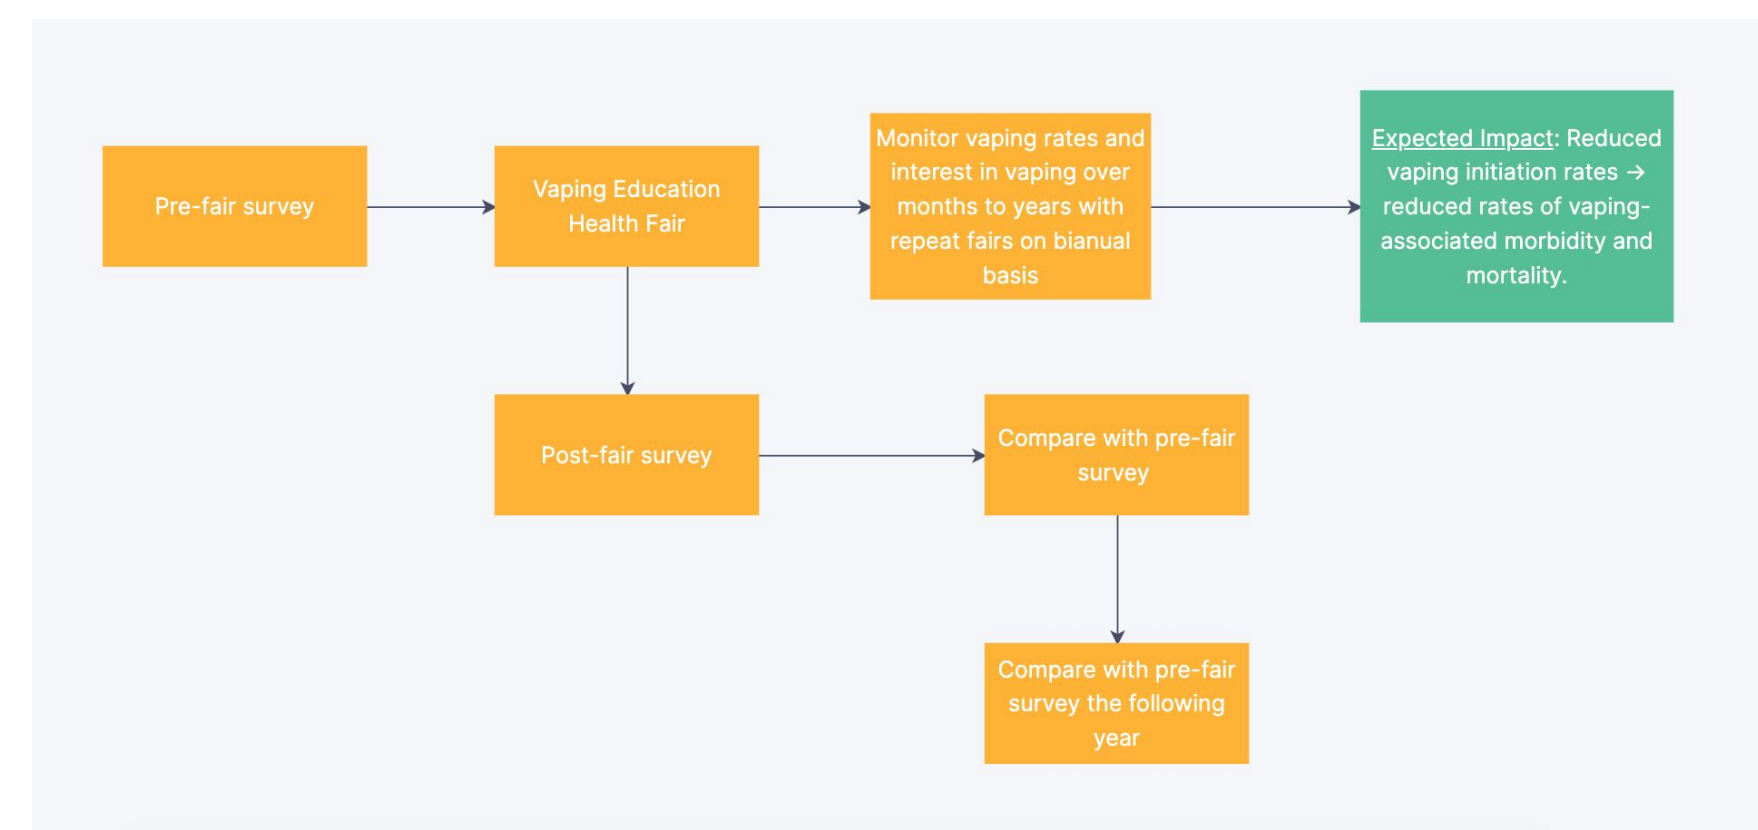 Pre-fair survey
Vaping Education
Health Fair
Monitor vaping rates and
interest in vaping over
months to years with
repeat fairs on bianual
basis
Expected Impact: Reduced
vaping initiation rates →
reduced rates of vaping-
associated morbidity and
mortality.
Post-fair survey
Compare with pre-fair
survey
Compare with pre-fair
survey the following
year